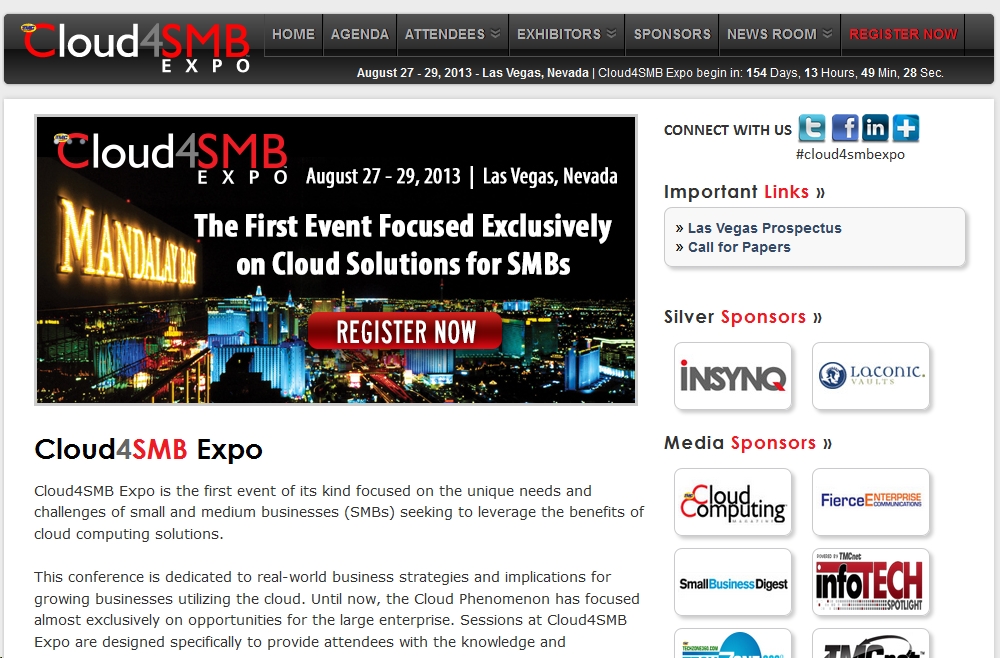 TMC
Cloud4SMB
EXPO
HOME
AGENDA
ATTENDEES
EXHIBITORS
SPONSORS
NEWS ROOM
REGISTER NOW
August 27 - 29, 2013 - Las Vegas, Nevada | Cloud4SMB Expo begin in: 154 Days, 13 Hours, 49 Min, 28 Sec.
TMC
Cloud4SMB
EXPO
August 27 - 29, 2013 | Las Vegas, Nevada
The First Event Focused Exclusively
on Cloud Solutions for SMBs
MANDALAY BAY
REGISTER NOW
CONNECT WITH US
#cloud4smbexpo
Important Links »
» Las Vegas Prospectus
» Call for Papers
Silver Sponsors »
iNSYNQ
LACONIC.
VAULTS
Media Sponsors »
Cloud
Computing
MAGAZINE
FierceENTERPRISE
COMMUNICATIONS
SmallBusinessDigest
POWERED BY TMCnet
infoTECH
SPOTLIGHT
TECHZONE360.COM
TMCnet
Cloud4SMB Expo
Cloud4SMB Expo is the first event of its kind focused on the unique needs and
challenges of small and medium businesses (SMBs) seeking to leverage the benefits of
cloud computing solutions.
This conference is dedicated to real-world business strategies and implications for
growing businesses utilizing the cloud. Until now, the Cloud Phenomenon has focused
almost exclusively on opportunities for the large enterprise. Sessions at Cloud4SMB
Expo are designed specifically to provide attendees with the knowledge and